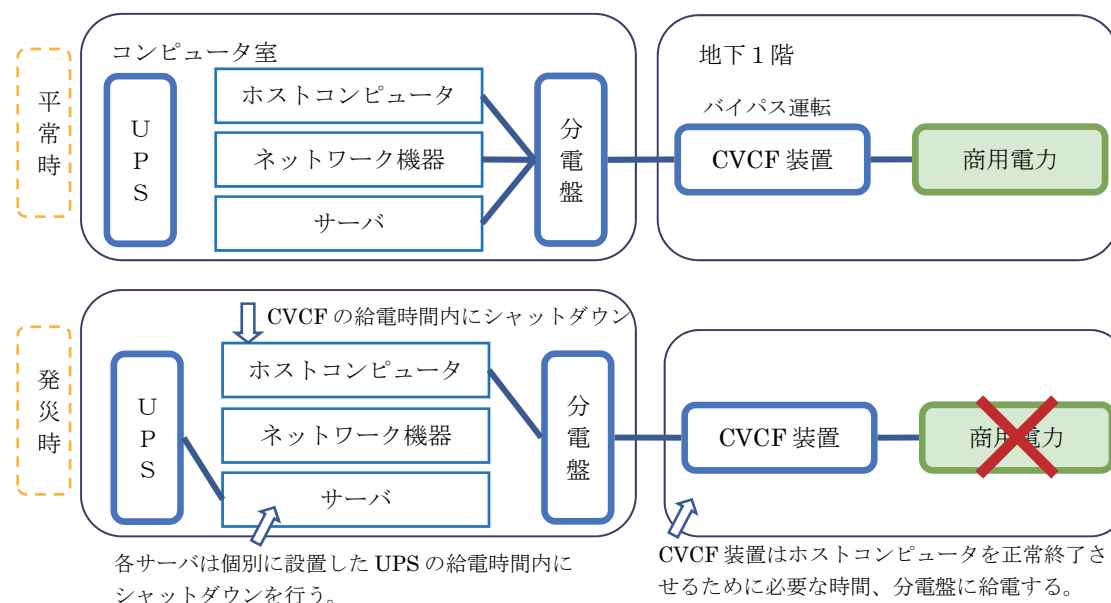 平常時
コンピュータ室
UPS
ホストコンピュータ
ネットワーク機器
サーバ
分電盤
地下１階
バイパス運転
CVCF 装置
商用電力
発災時
CVCF の給電時間内にシャットダウン
UPS
ホストコンピュータ
ネットワーク機器
サーバ
分電盤
CVCF 装置
商用電力
各サーバは個別に設置した UPS の給電時間内に
シャットダウンを行う。
CVCF 装置はホストコンピュータを正常終了さ
せるために必要な時間、分電盤に給電する。